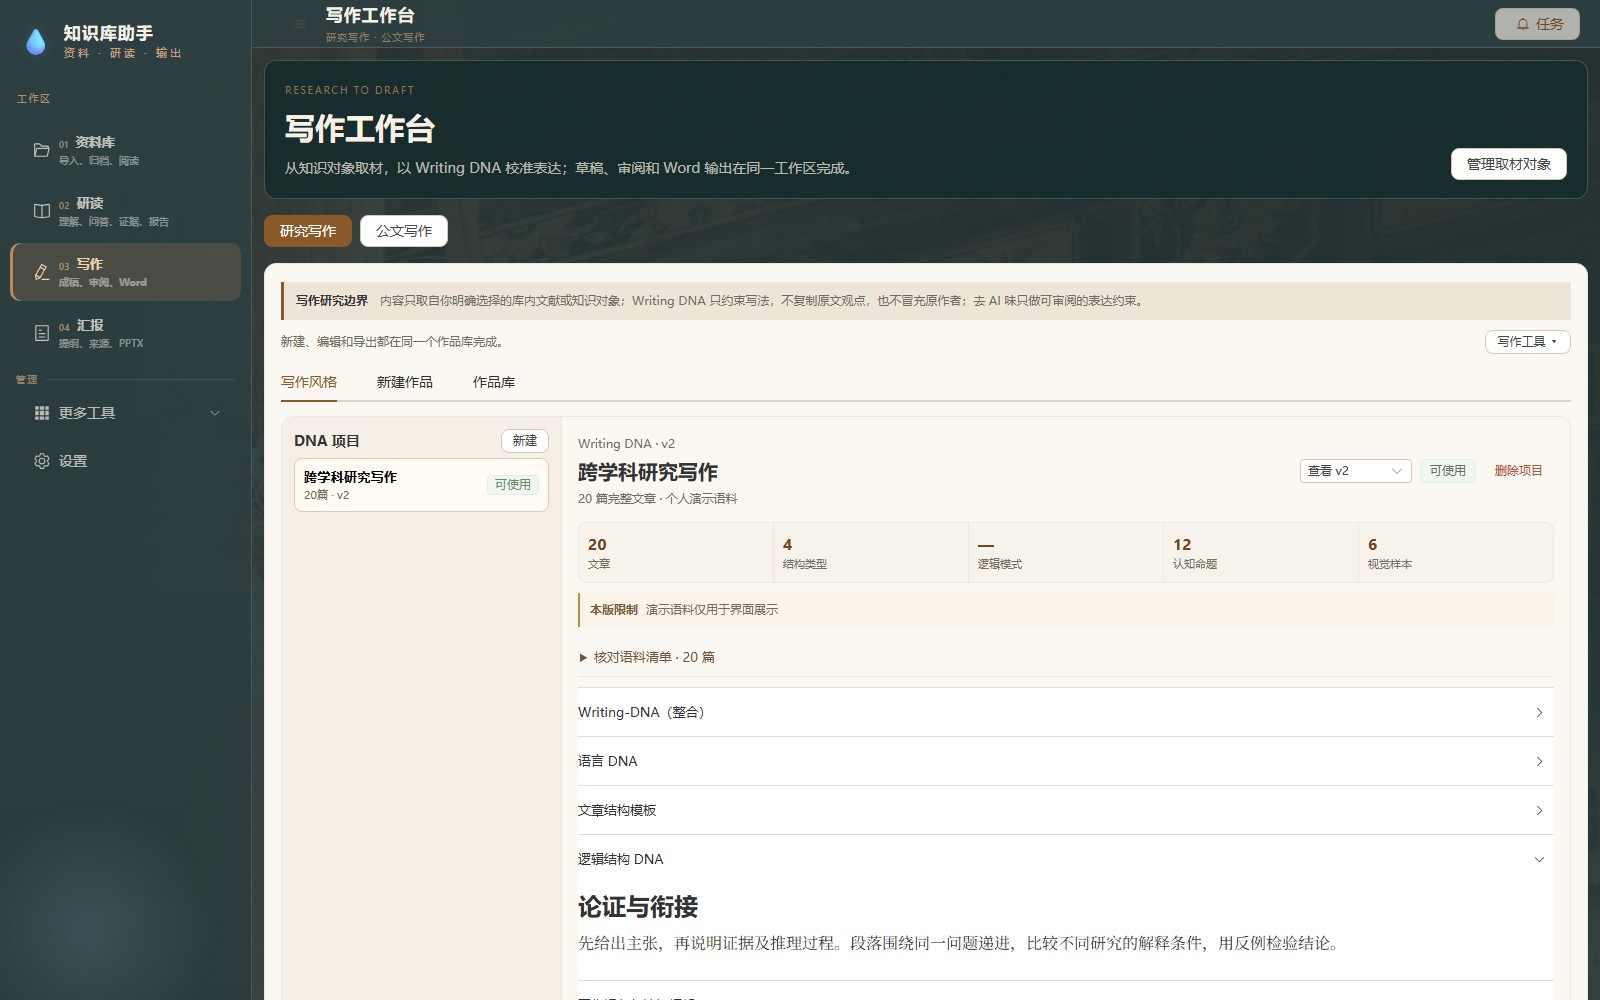 知识库助手
资料 · 研读 · 输出
工作区
01 资料库
导入、归档、阅读
02 研读
理解、问答、证据、报告
03 写作
成稿、审阅、Word
04 汇报
提纲、来源、PPTX
管理
更多工具
设置
写作工作台
研究写作 · 公文写作
任务
RESEARCH TO DRAFT
写作工作台
从知识对象取材，以 Writing DNA 校准表达；草稿、审阅和 Word 输出在同一工作区完成。
管理取材对象
研究写作
公文写作
写作研究边界 内容只取自你明确选择的库内文献或知识对象；Writing DNA 只约束写法，不复制原文观点，也不冒充原作者；去 AI 味只做可审阅的表达约束。
新建、编辑和导出都在同一个作品库完成。
写作工具
写作风格
新建作品
作品库
DNA 项目
新建
跨学科研究写作
20篇 · v2
可使用
Writing DNA · v2
跨学科研究写作
20 篇完整文章 · 个人演示语料
查看 v2
可使用
删除项目
20
文章
4
结构类型
—
逻辑模式
12
认知命题
6
视觉样本
本版限制 演示语料仅用于界面展示
核对语料清单 · 20 篇
Writing-DNA（整合）
语言 DNA
文章结构模板
逻辑结构 DNA
论证与衔接
先给出主张，再说明证据及推理过程。段落围绕同一问题递进，比较不同研究的解释条件，用反例检验结论。